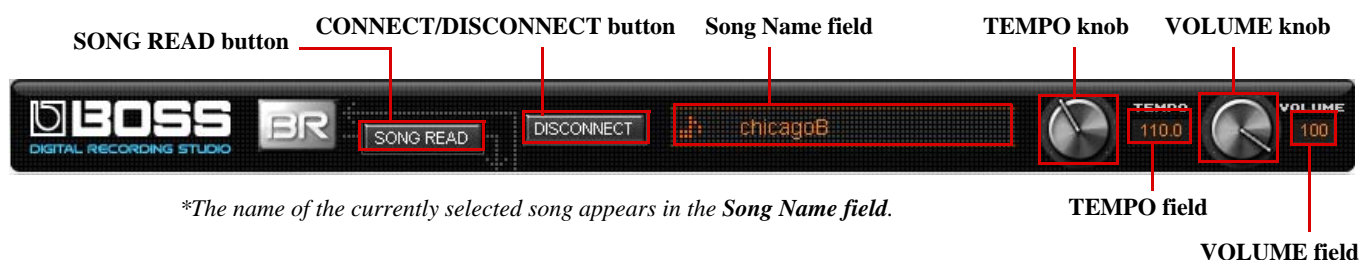 SONG READ button
CONNECT/DISCONNECT button
Song Name field
TEMPO knob
VOLUME knob
BOSS
DIGITAL RECORDING STUDIO
BR
SONG READ
DISCONNECT
chicagoB
TEMPO
110.0
VOLUME
100
*The name of the currently selected song appears in the Song Name field.
TEMPO field
VOLUME field